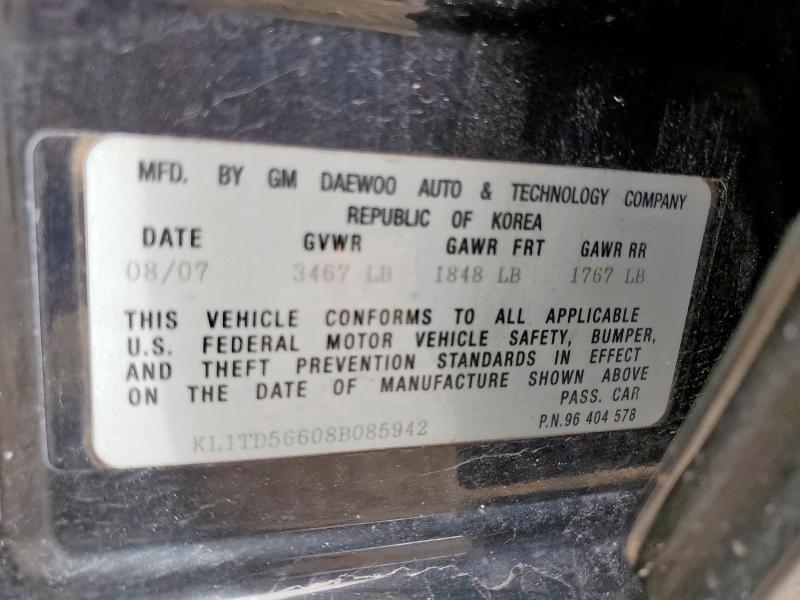 MFD. BY GM DAEWOO AUTO & TECHNOLOGY COMPANY
REPUBLIC OF KOREA
DATE GVWR GAWR FRT GAWR RR
08/07 3467 LB 1848 LB 1767 LB
THIS VEHICLE CONFORMS TO ALL APPLICABLE
U.S. FEDERAL MOTOR VEHICLE SAFETY, BUMPER,
AND THEFT PREVENTION STANDARDS IN EFFECT
ON THE DATE OF MANUFACTURE SHOWN ABOVE
PASS. CAR
KL1TD56608B085942 P.N.96 404 578